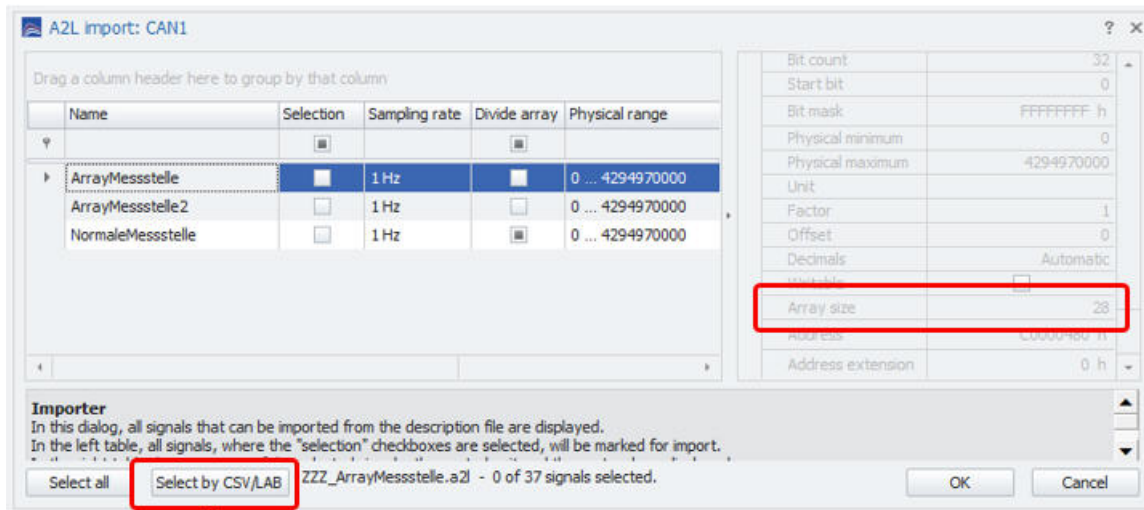 A2L import: CAN1
Drag a column header here to group by that column
Name Selection Sampling rate Divide array Physical range
ArrayMessstelle 1 Hz 0 ... 4294970000
ArrayMessstelle2 1 Hz 0 ... 4294970000
NormaleMessstelle 1 Hz 0 ... 4294970000
Bit count 32
Start bit 0
Bit mask FFFFFFFF h
Physical minimum 0
Physical maximum 4294970000
Unit
Factor 1
Offset 0
Decimals Automatic
Writable
Array size 28
Address C0000480 h
Address extension 0 h
Importer
In this dialog, all signals that can be imported from the description file are displayed.
In the left table, all signals, where the "selection" checkboxes are selected, will be marked for import.
Select all
Select by CSV/LAB
ZZZ_ArrayMessstelle.a2l - 0 of 37 signals selected.
OK
Cancel